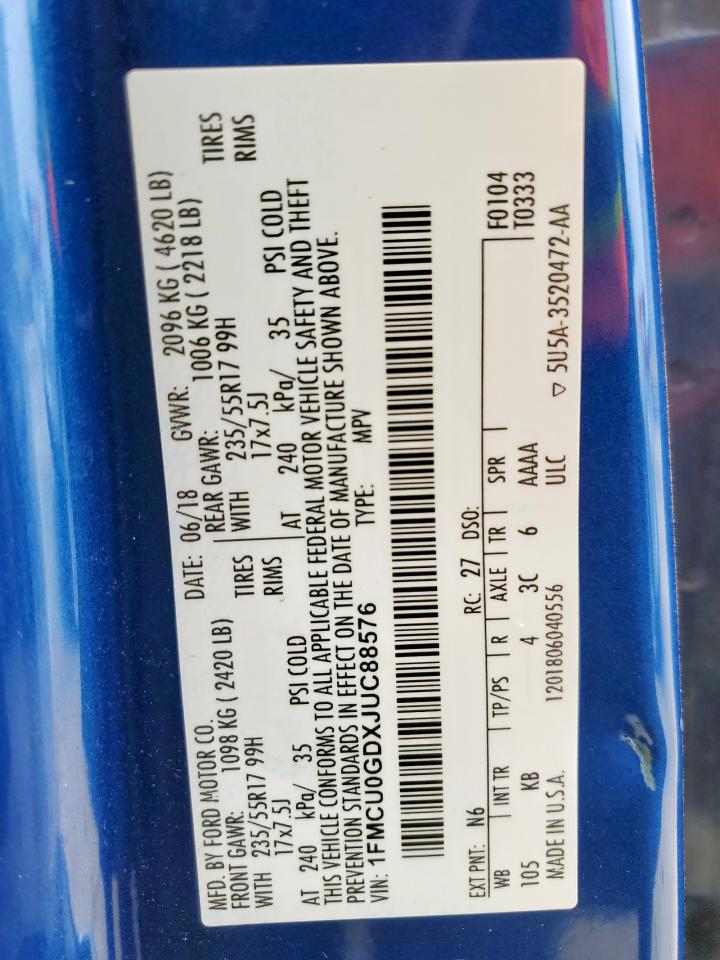 MFD. BY FORD MOTOR CO. DATE: 06/18 GVWR: 2096 KG ( 4620 LB)
FRONT GAWR: 1098 KG ( 2420 LB) REAR GAWR: 1006 KG ( 2218 LB)
WITH 235/55R17 99H TIRES WITH 235/55R17 99H TIRES
17x7.5J RIMS 17x7.5J RIMS
AT 240 kPa/ 35 PSI COLD AT 240 kPa/ 35 PSI COLD
THIS VEHICLE CONFORMS TO ALL APPLICABLE FEDERAL MOTOR VEHICLE SAFETY AND THEFT
PREVENTION STANDARDS IN EFFECT ON THE DATE OF MANUFACTURE SHOWN ABOVE.
VIN: 1FMCU0GDXJUC88576 TYPE: MPV
EXT PNT: N6 RC: 27 DSO: F0104
WB INT TR TP/PS R AXLE TR SPR T0333
105 KB 4 3C 6 AAAA
MADE IN U.S.A. 1201806040556 ULC ▽ 5U5A-3520472-AA